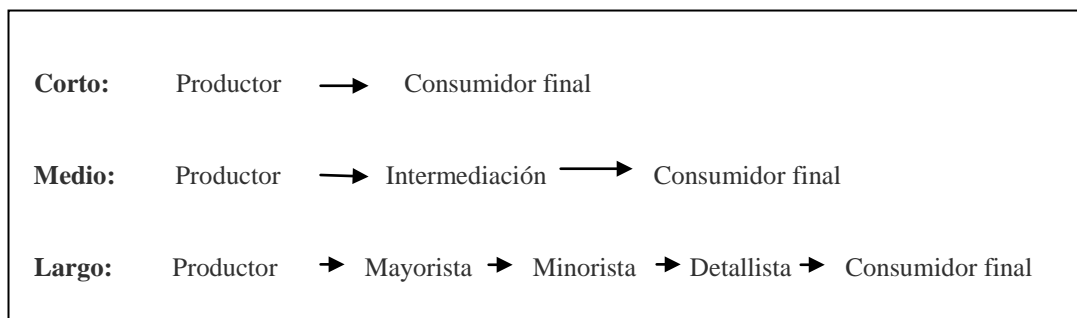 Corto: Productor Consumidor final
Medio: Productor Intermediación Consumidor final
Largo: Productor Mayorista Minorista Detallista Consumidor final